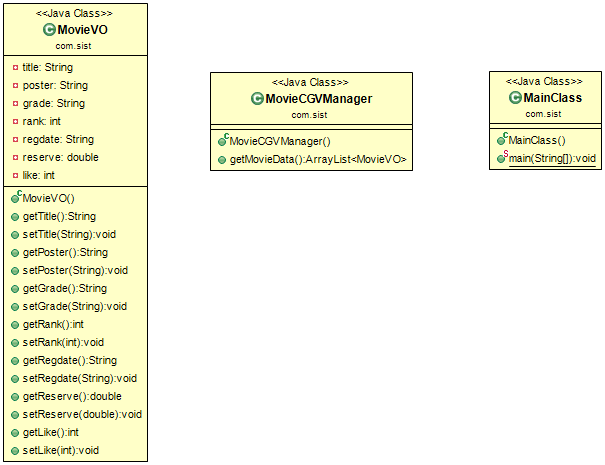 <<Java Class>>
MovieVO
com.sist
title: String
poster: String
grade: String
rank: int
regdate: String
reserve: double
like: int
MovieVO()
getTitle():String
setTitle(String):void
getPoster():String
setPoster(String):void
getGrade():String
setGrade(String):void
getRank():int
setRank(int):void
getRegdate():String
setRegdate(String):void
getReserve():double
setReserve(double):void
getLike():int
setLike(int):void
<<Java Class>>
MovieCGVManager
com.sist
MovieCGVManager()
getMovieData():ArrayList<MovieVO>
<<Java Class>>
MainClass
com.sist
MainClass()
main(String[]):void